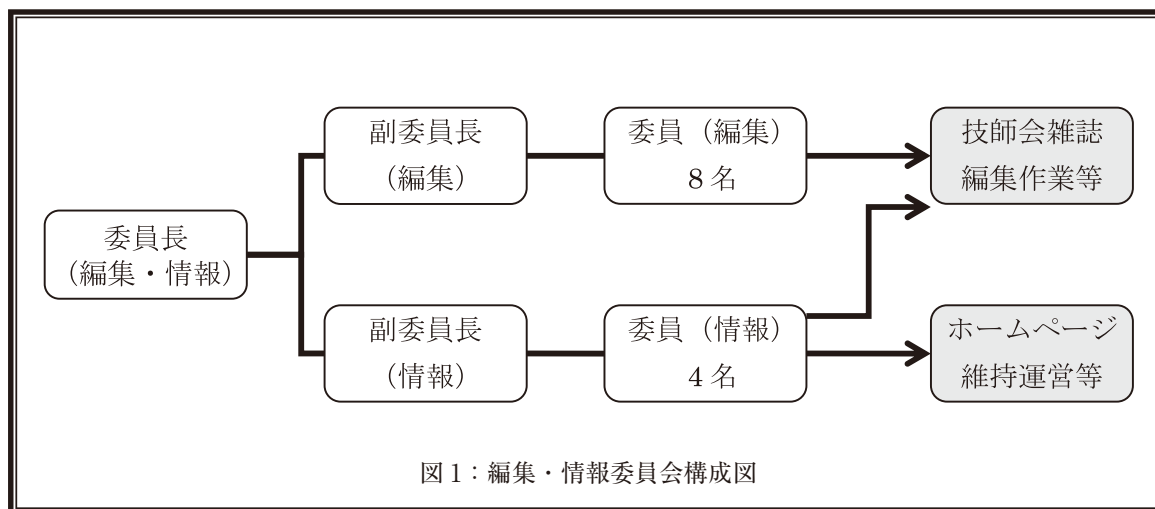 委員長
(編集・情報)
副委員長
(編集)
委員（編集）
8 名
技師会雑誌
編集作業等
副委員長
(情報)
委員（情報）
4 名
ホームページ
維持運営等
図 1：編集・情報委員会構成図